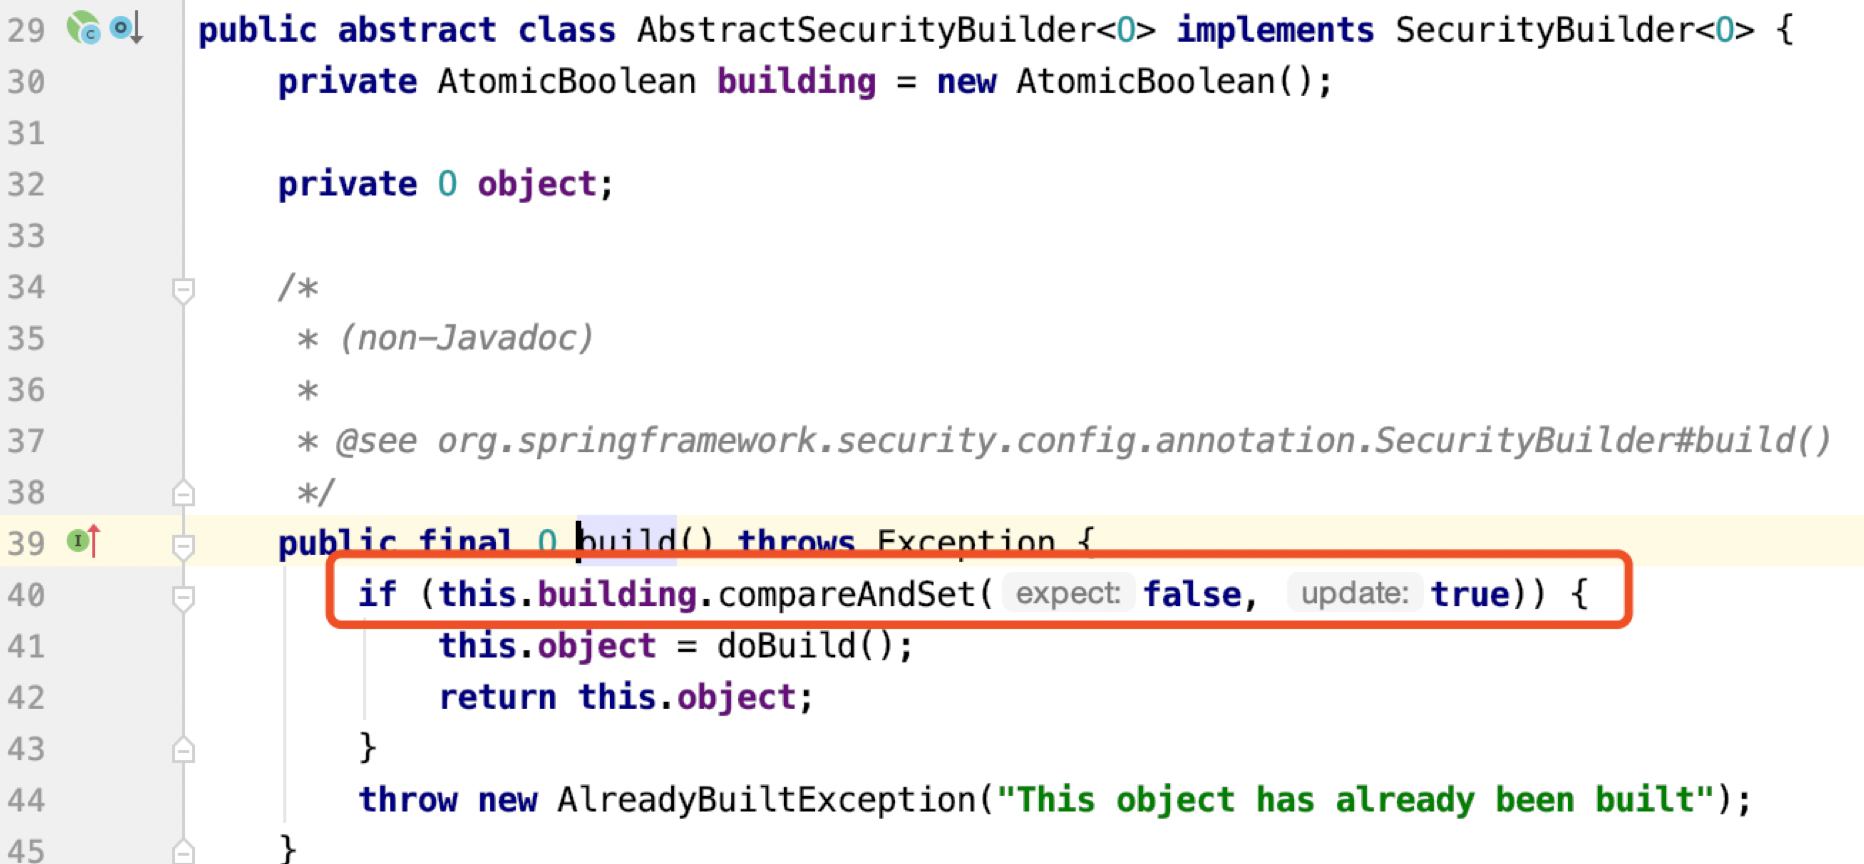 29 public abstract class AbstractSecurityBuilder<O> implements SecurityBuilder<O> {
30 private AtomicBoolean building = new AtomicBoolean();
31
32 private O object;
33
34 /*
35 * (non-Javadoc)
36 *
37 * @see org.springframework.security.config.annotation.SecurityBuilder#build()
38 */
39 public final O build() throws Exception {
40 if (this.building.compareAndSet( expect: false, update: true)) {
41 this.object = doBuild();
42 return this.object;
43 }
44 throw new AlreadyBuiltException("This object has already been built");
45 }